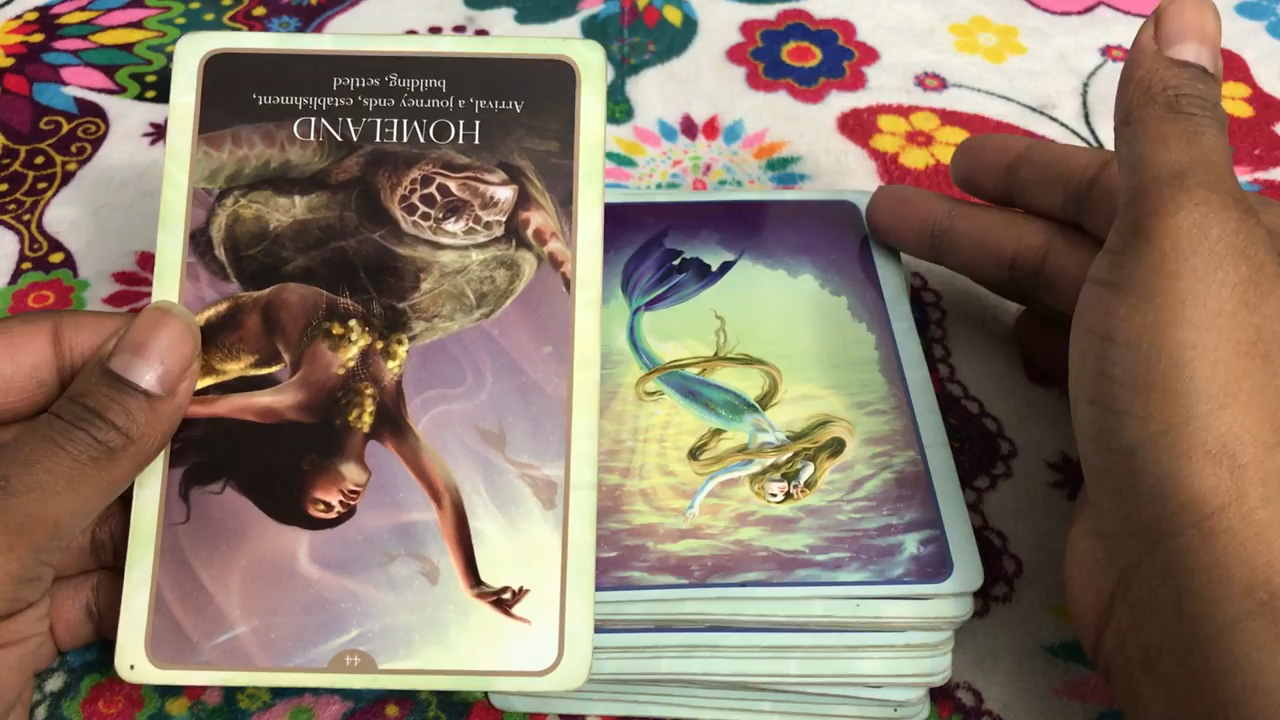 44
HOMELAND
Arrival, a journey ends, establishment,
building, settled